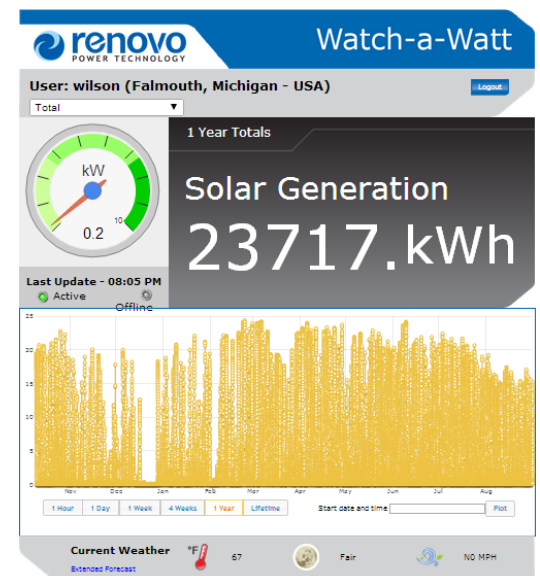 renovo
POWER TECHNOLOGY
Watch-a-Watt
User: wilson (Falmouth, Michigan - USA)
Logout
Total
1 Year Totals
kW
10
0.2
Solar Generation
23717.kWh
Last Update - 08:05 PM
Active
Offline
25
20
15
10
5
0
Nov Dec Jan Feb Mar Apr May Jun Jul Aug
1 Hour 1 Day 1 Week 4 Weeks 1 Year Lifetime Start date and time Plot
Current Weather
°F 67 Fair N0 MPH
Extended Forecast